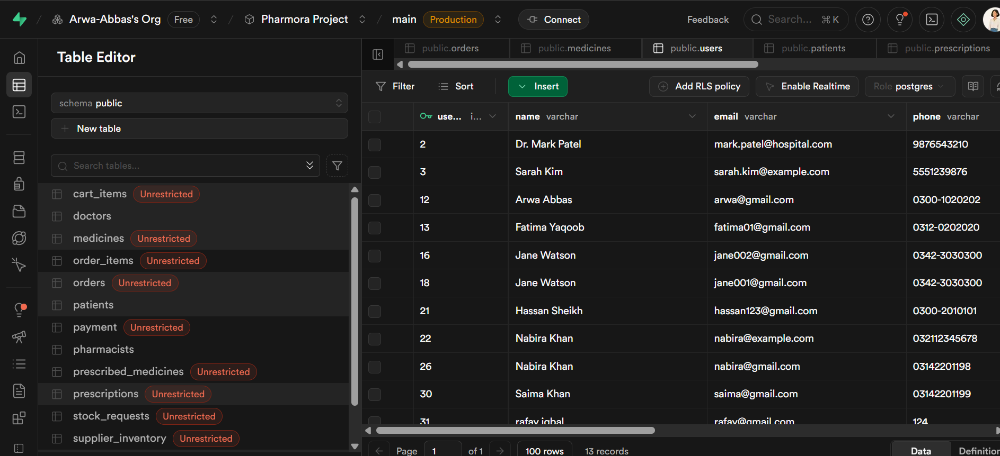 Arwa-Abbas's Org Free Pharmora Project main Production Connect Feedback Search... ⌘ K
Table Editor
schema public
New table
Search tables...
cart_items Unrestricted
doctors
medicines Unrestricted
order_items Unrestricted
orders Unrestricted
patients
payment Unrestricted
pharmacists
prescribed_medicines Unrestricted
prescriptions Unrestricted
stock_requests Unrestricted
supplier_inventory Unrestricted
public.orders public.medicines public.users public.patients public.prescriptions
Filter Sort Insert Add RLS policy Enable Realtime Role postgres
use... i... name varchar email varchar phone varchar
2 Dr. Mark Patel mark.patel@hospital.com 9876543210
3 Sarah Kim sarah.kim@example.com 5551239876
12 Arwa Abbas arwa@gmail.com 0300-1020202
13 Fatima Yaqoob fatima01@gmail.com 0312-0202020
16 Jane Watson jane002@gmail.com 0342-3030300
18 Jane Watson jane001@gmail.com 0342-3030300
21 Hassan Sheikh hassan123@gmail.com 0300-2010101
22 Nabira Khan nabira@example.com 032112345678
26 Nabira Khan nabira@gmail.com 03142201198
30 Saima Khan saima@gmail.com 03142201199
31 rafay iqbal rafay@gmail.com 124
Page 1 of 1 100 rows 13 records Data Definition